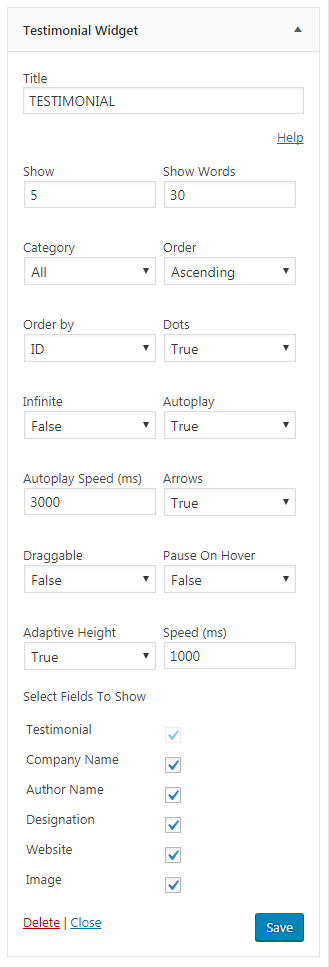 Testimonial Widget
Title
TESTIMONIAL
Help
Show Show Words
5 30
Category Order
All Ascending
Order by Dots
ID True
Infinite Autoplay
False True
Autoplay Speed (ms) Arrows
3000 True
Draggable Pause On Hover
False False
Adaptive Height Speed (ms)
True 1000
Select Fields To Show
Testimonial
Company Name
Author Name
Designation
Website
Image
Delete | Close Save